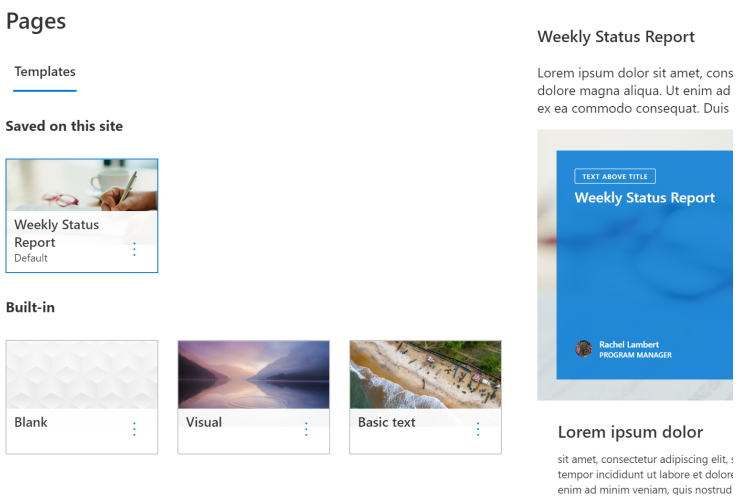 Pages
Templates
Saved on this site
Weekly Status
Report
Default
Built-in
Blank
Visual
Basic text
Weekly Status Report
Lorem ipsum dolor sit amet, cons
dolore magna aliqua. Ut enim ad
ex ea commodo consequat. Duis
TEXT ABOVE TITLE
Weekly Status Report
Rachel Lambert
PROGRAM MANAGER
Lorem ipsum dolor
sit amet, consectetur adipiscing elit, s
tempor incididunt ut labore et dolore
enim ad minim veniam, quis nostrud